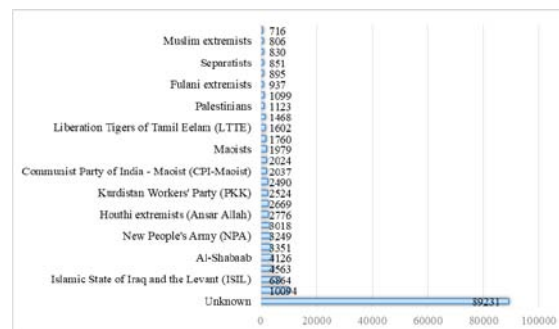 716
Muslim extremists 806
830
Separatists 851
895
Fulani extremists 937
1099
Palestinians 1123
1468
Liberation Tigers of Tamil Eelam (LTTE) 1602
1760
Maoists 1979
2024
Communist Party of India - Maoist (CPI-Maoist) 2037
2490
Kurdistan Workers' Party (PKK) 2524
2669
Houthi extremists (Ansar Allah) 2776
3018
New People's Army (NPA) 3249
3351
Al-Shabaab 4126
4563
Islamic State of Iraq and the Levant (ISIL) 6864
10094
Unknown 89231
0 20000 40000 60000 80000 100000